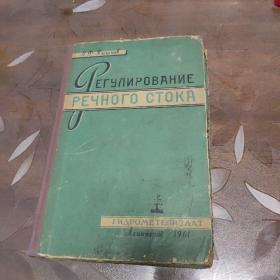 Регулирование
речного стока
Гидрометеоиздат
Ленинград 1961